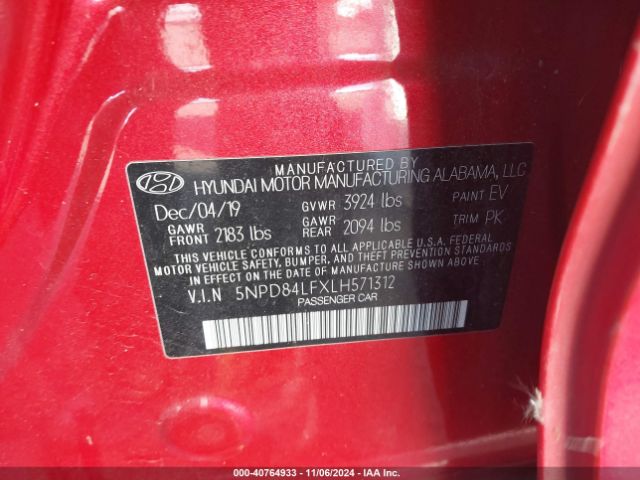 MANUFACTURED BY
HYUNDAI MOTOR MANUFACTURING ALABAMA, LLC
Dec/04/19 GVWR 3924 lbs PAINT EV
GAWR FRONT 2183 lbs GAWR REAR 2094 lbs TRIM PK
THIS VEHICLE CONFORMS TO ALL APPLICABLE U.S.A. FEDERAL
MOTOR VEHICLE SAFETY, BUMPER, AND THEFT PREVENTION
STANDARDS IN EFFECT ON THE DATE OF MANUFACTURE SHOWN ABOVE.
V.I.N 5NPD84LFXLH571312
PASSENGER CAR
000-40764933 - 11/06/2024 - IAA Inc.